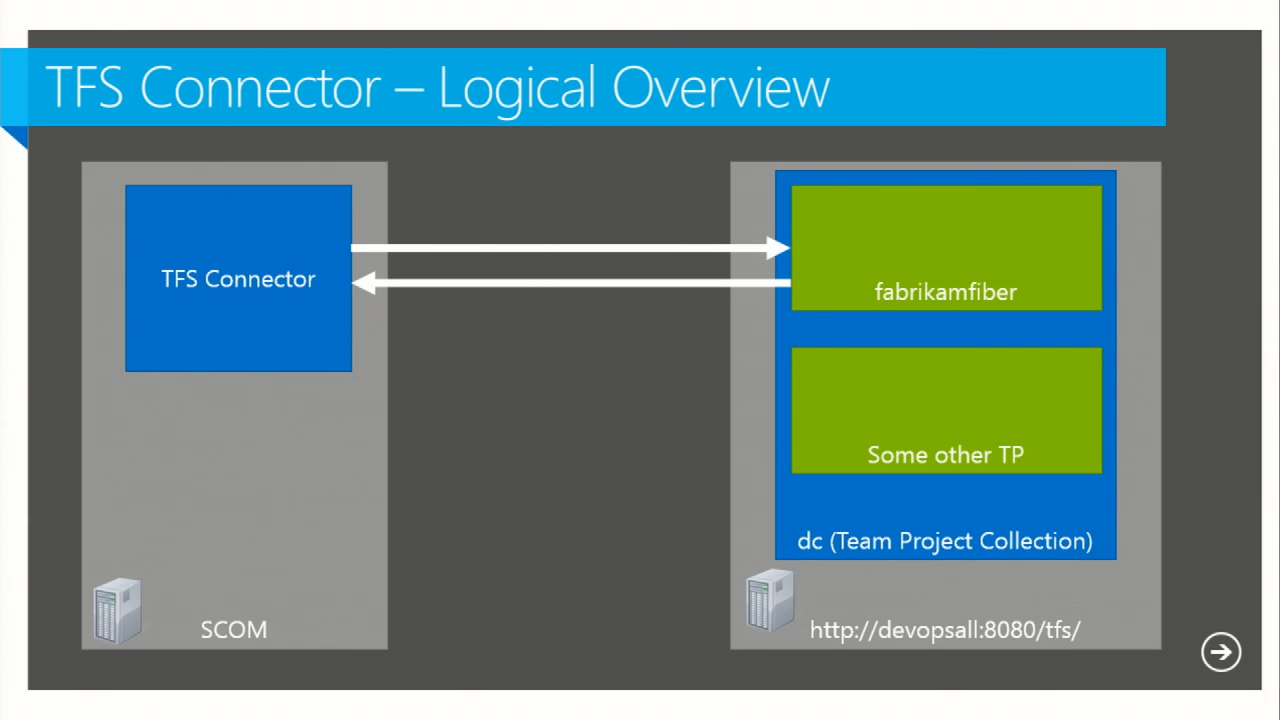 TFS Connector – Logical Overview
TFS Connector
fabrikamfiber
Some other TP
dc (Team Project Collection)
SCOM
http://devopsall:8080/tfs/